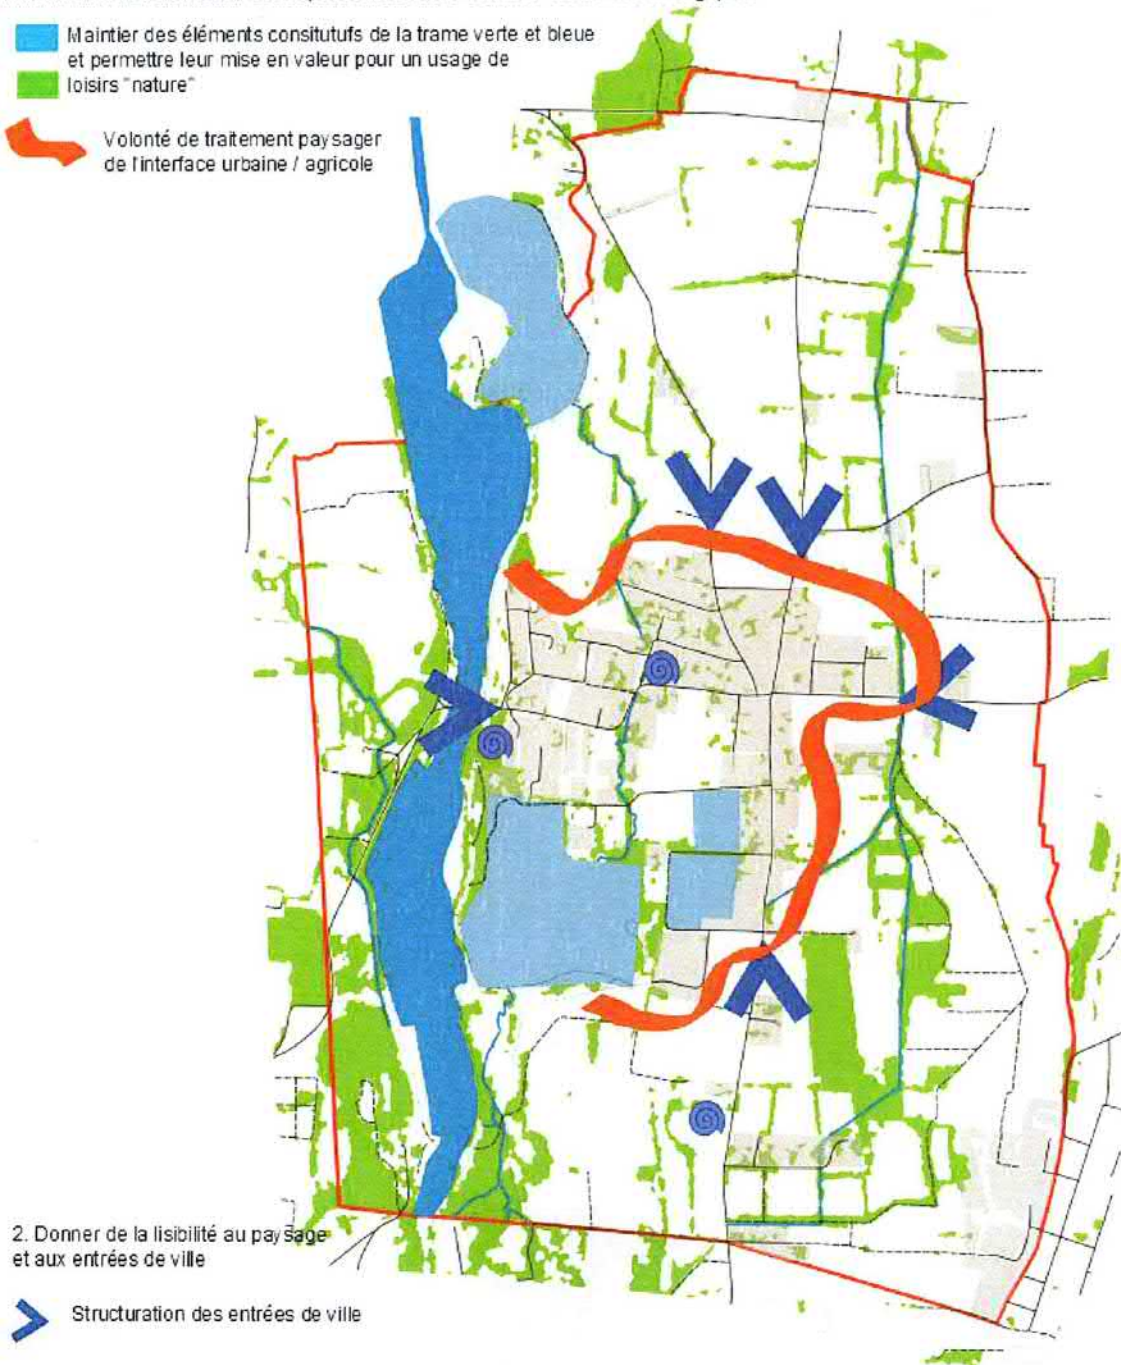 Maintier des éléments consitutufs de la trame verte et bleue
et permettre leur mise en valeur pour un usage de
loisirs "nature"
Volonté de traitement paysager
de l'interface urbaine / agricole
2. Donner de la lisibilité au paysage
et aux entrées de ville
Structuration des entrées de ville